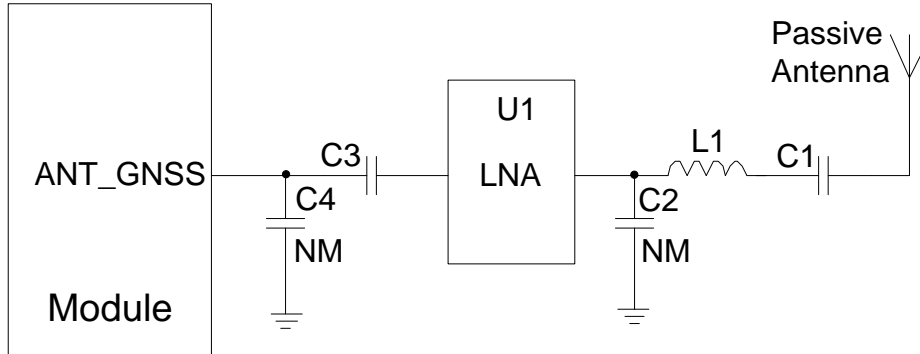 Passive
Antenna
U1
L1
C3
C1
ANT_GNSS
LNA
C4
C2
NM
NM
Module